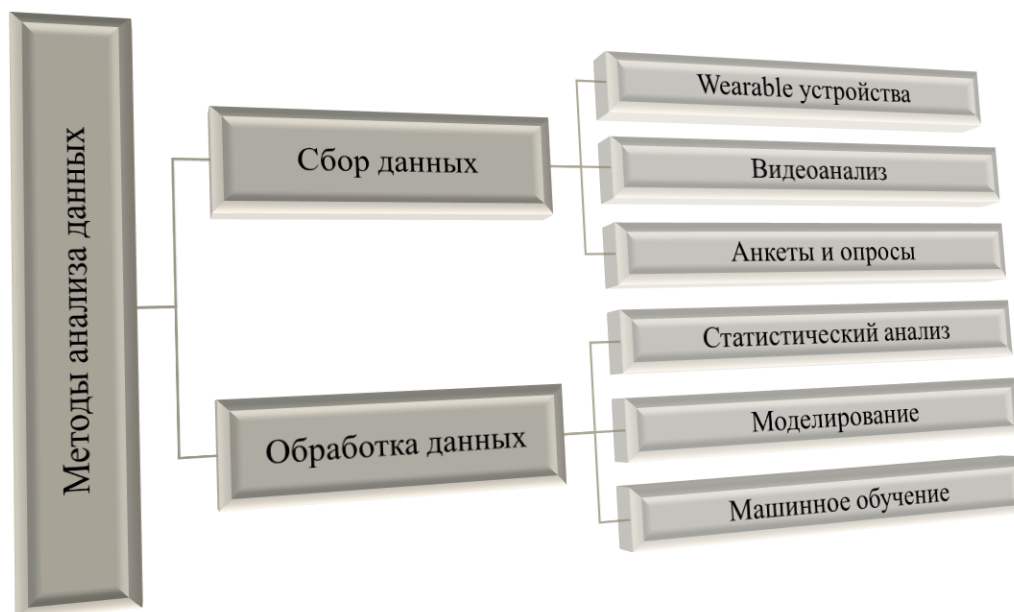 Методы анализа данных
Сбор данных
Wearable устройства
Видеоанализ
Анкеты и опросы
Обработка данных
Статистический анализ
Моделирование
Машинное обучение